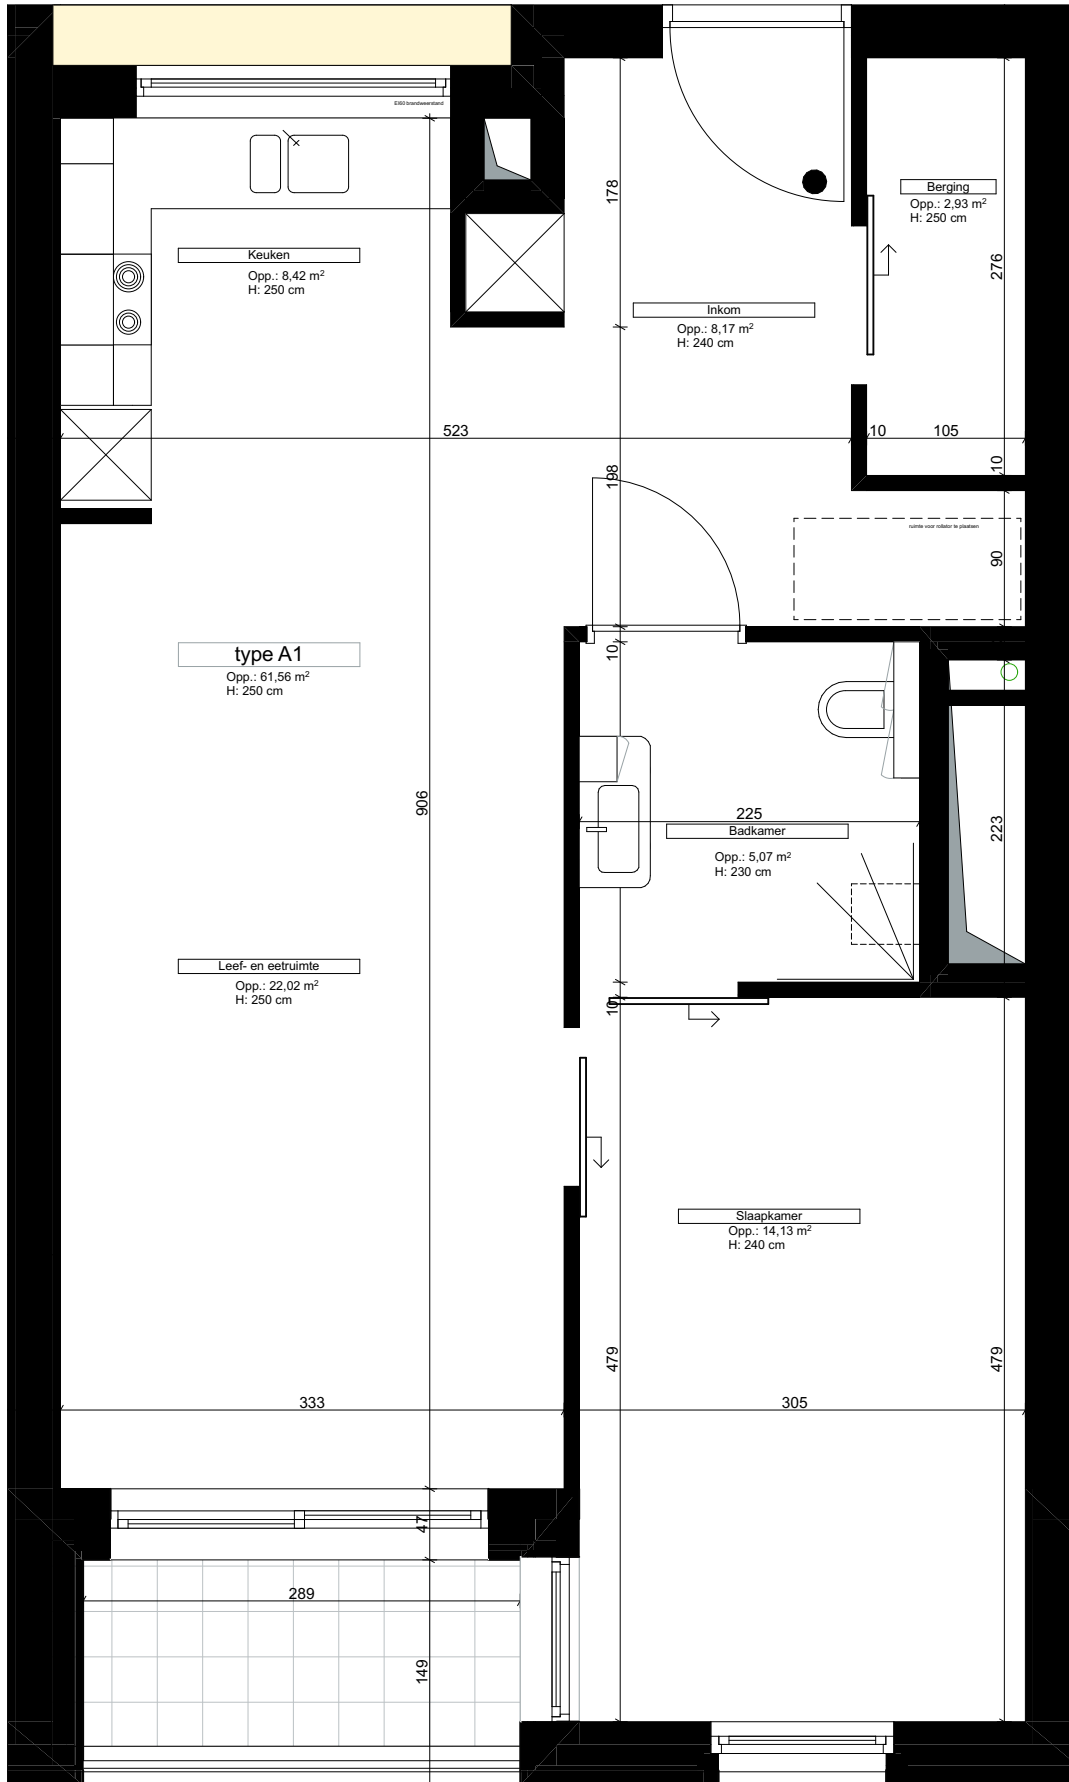 EI60 brandweerstand
178
Berging
Opp.: 2,93 m²
H: 250 cm
Keuken
Opp.: 8,42 m²
H: 250 cm
276
Inkom
Opp.: 8,17 m²
H: 240 cm
523
10
105
10
198
ruimte voor rollator te plaatsen
90
type A1
Opp.: 61,56 m²
H: 250 cm
10
906
225
223
Badkamer
Opp.: 5,07 m²
H: 230 cm
Leef- en eetruimte
Opp.: 22,02 m²
H: 250 cm
10
Slaapkamer
Opp.: 14,13 m²
H: 240 cm
479
479
333
305
47
289
149